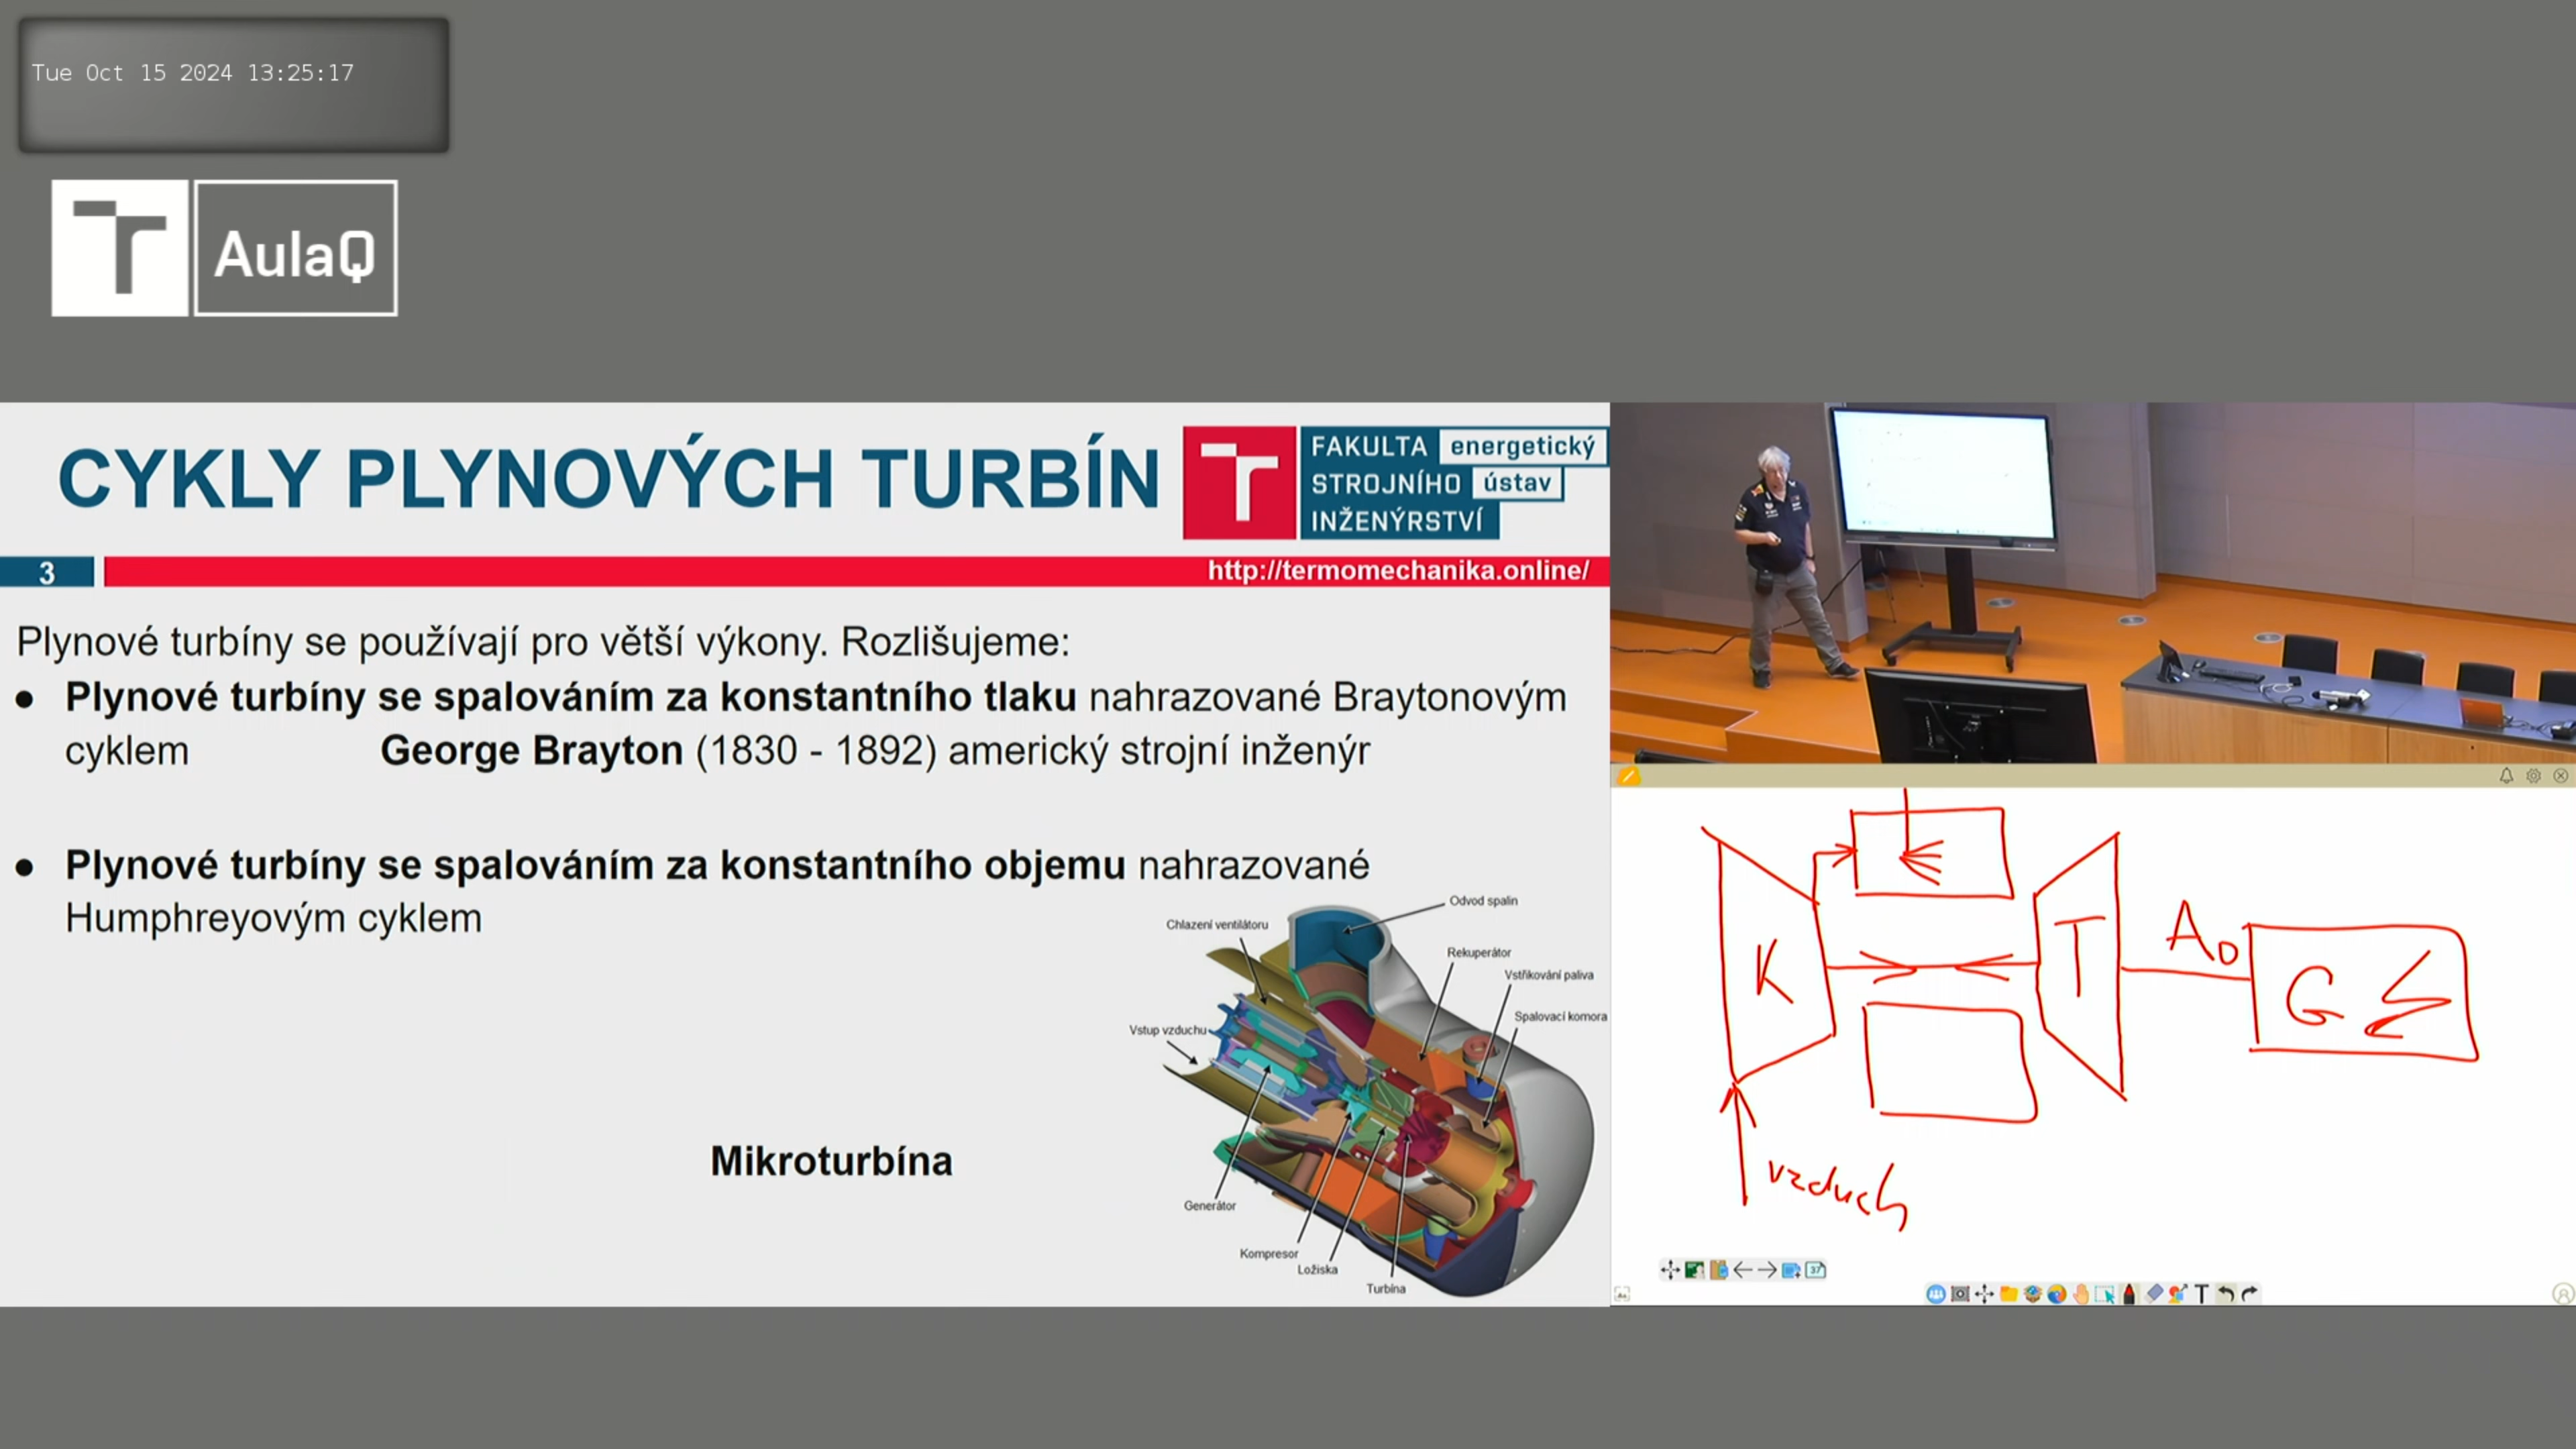 Tue Oct 15 2024 13:25:17
AulaQ
CYKLY PLYNOVÝCH TURBÍN
FAKULTA energetický
STROJNÍHO ústav
INŽENÝRSTVÍ
3
http://termomechanika.online/
Plynové turbíny se používají pro větší výkony. Rozlišujeme:
● Plynové turbíny se spalováním za konstantního tlaku nahrazované Braytonovým
cyklem George Brayton (1830 - 1892) americký strojní inženýr
● Plynové turbíny se spalováním za konstantního objemu nahrazované
Humphreyovým cyklem
Odvod spalin
Chlazení ventilátoru
Rekuperátor
Vstřikování paliva
Spalovací komora
Vstup vzduchu
Mikroturbína
Generátor
Kompresor
Ložiska
Turbína
K
T
A₀
G
vzduch
37